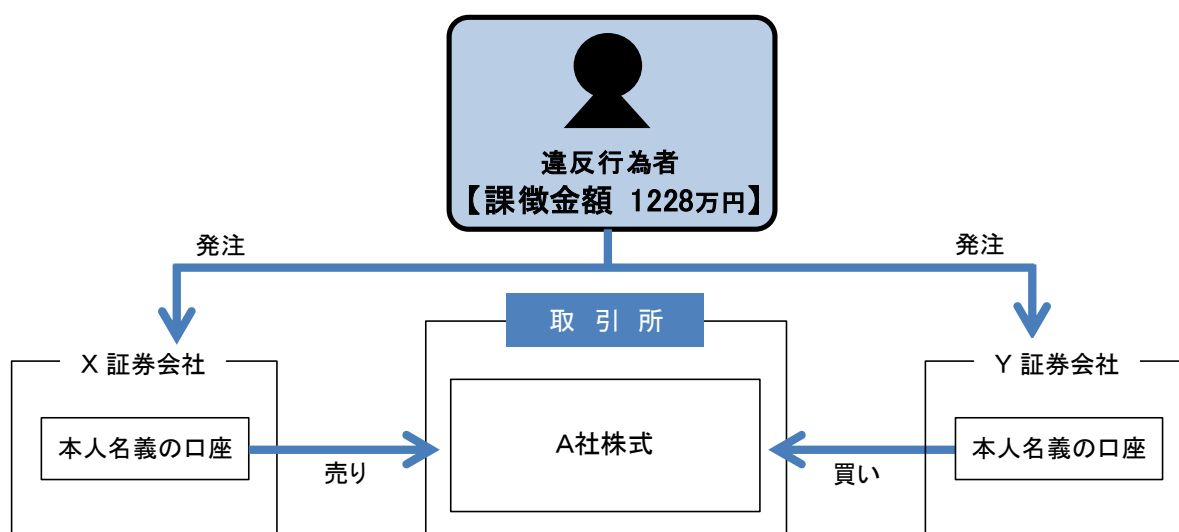 違反行為者
【課徴金額 1228万円】
発注
発注
取引所
X 証券会社
Y 証券会社
本人名義の口座
A社株式
本人名義の口座
売り
買い